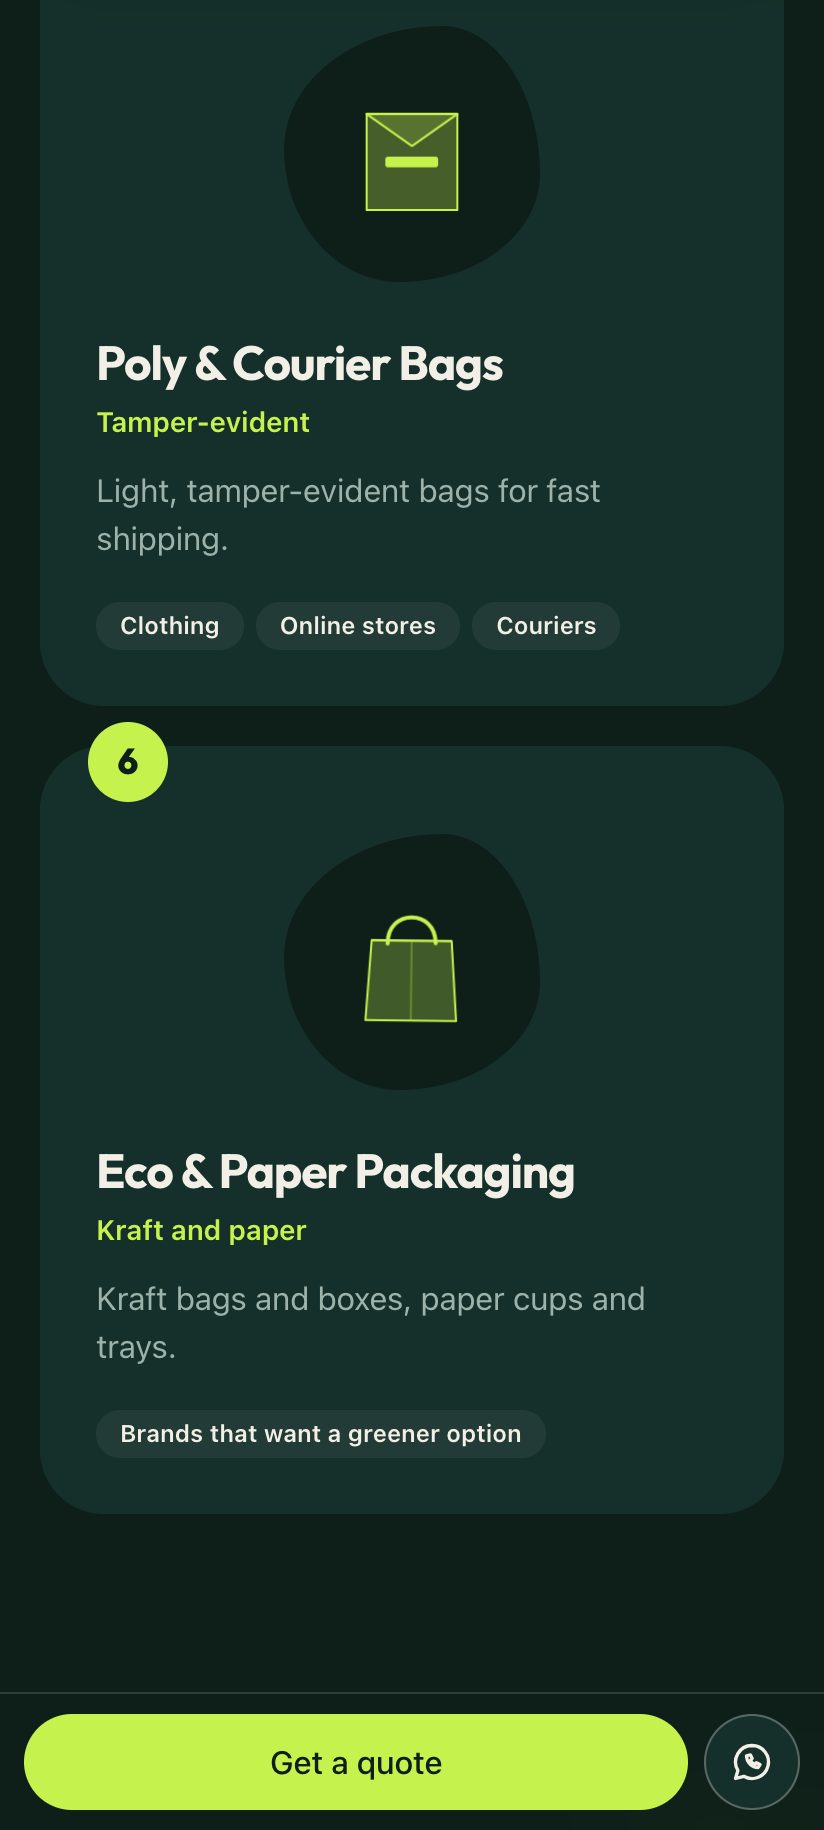 Poly & Courier Bags
Tamper-evident
Light, tamper-evident bags for fast
shipping.
Clothing
Online stores
Couriers
6
Eco & Paper Packaging
Kraft and paper
Kraft bags and boxes, paper cups and
trays.
Brands that want a greener option
Get a quote